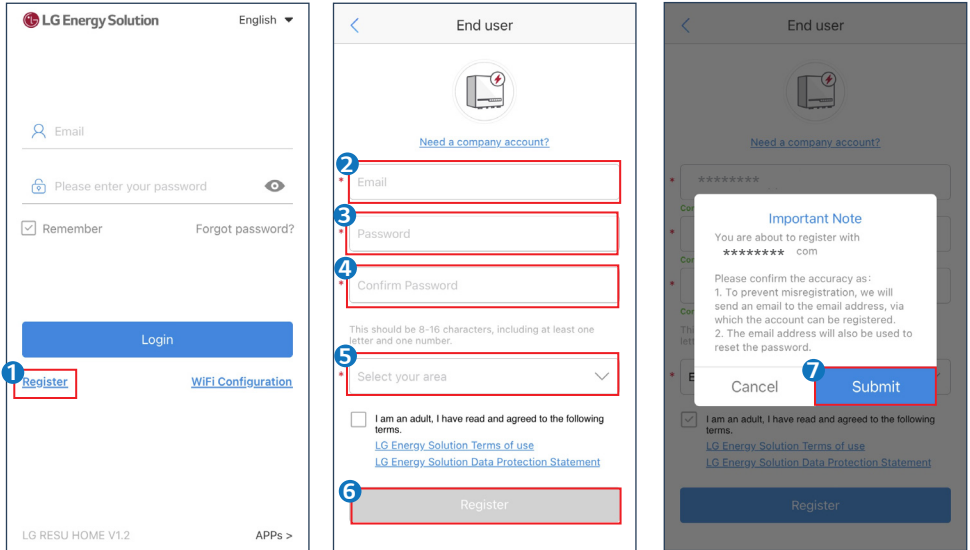 LG Energy Solution
English
Email
Please enter your password
Remember
Forgot password?
Login
1
Register
WiFi Configuration
LG RESU HOME V1.2
APPs >
End user
Need a company account?
2
* Email
3
* Password
4
* Confirm Password
This should be 8-16 characters, including at least one
letter and one number.
5
* Select your area
I am an adult, I have read and agreed to the following
terms.
LG Energy Solution Terms of use
LG Energy Solution Data Protection Statement
6
Register
End user
Need a company account?
* ********
Important Note
You are about to register with
******** com
Please confirm the accuracy as:
1. To prevent misregistration, we will
send an email to the email address, via
which the account can be registered.
2. The email address will also be used to
reset the password.
7
Cancel
Submit
I am an adult, I have read and agreed to the following
terms.
LG Energy Solution Terms of use
LG Energy Solution Data Protection Statement
Register